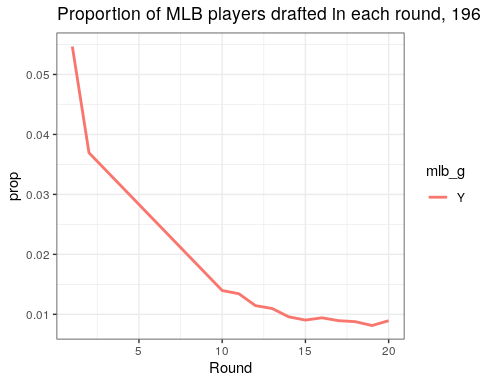 Proportion of MLB players drafted in each round, 196
0.05
0.04
0.03
0.02
0.01
prop
5
10
15
20
Round
mlb_g
Y